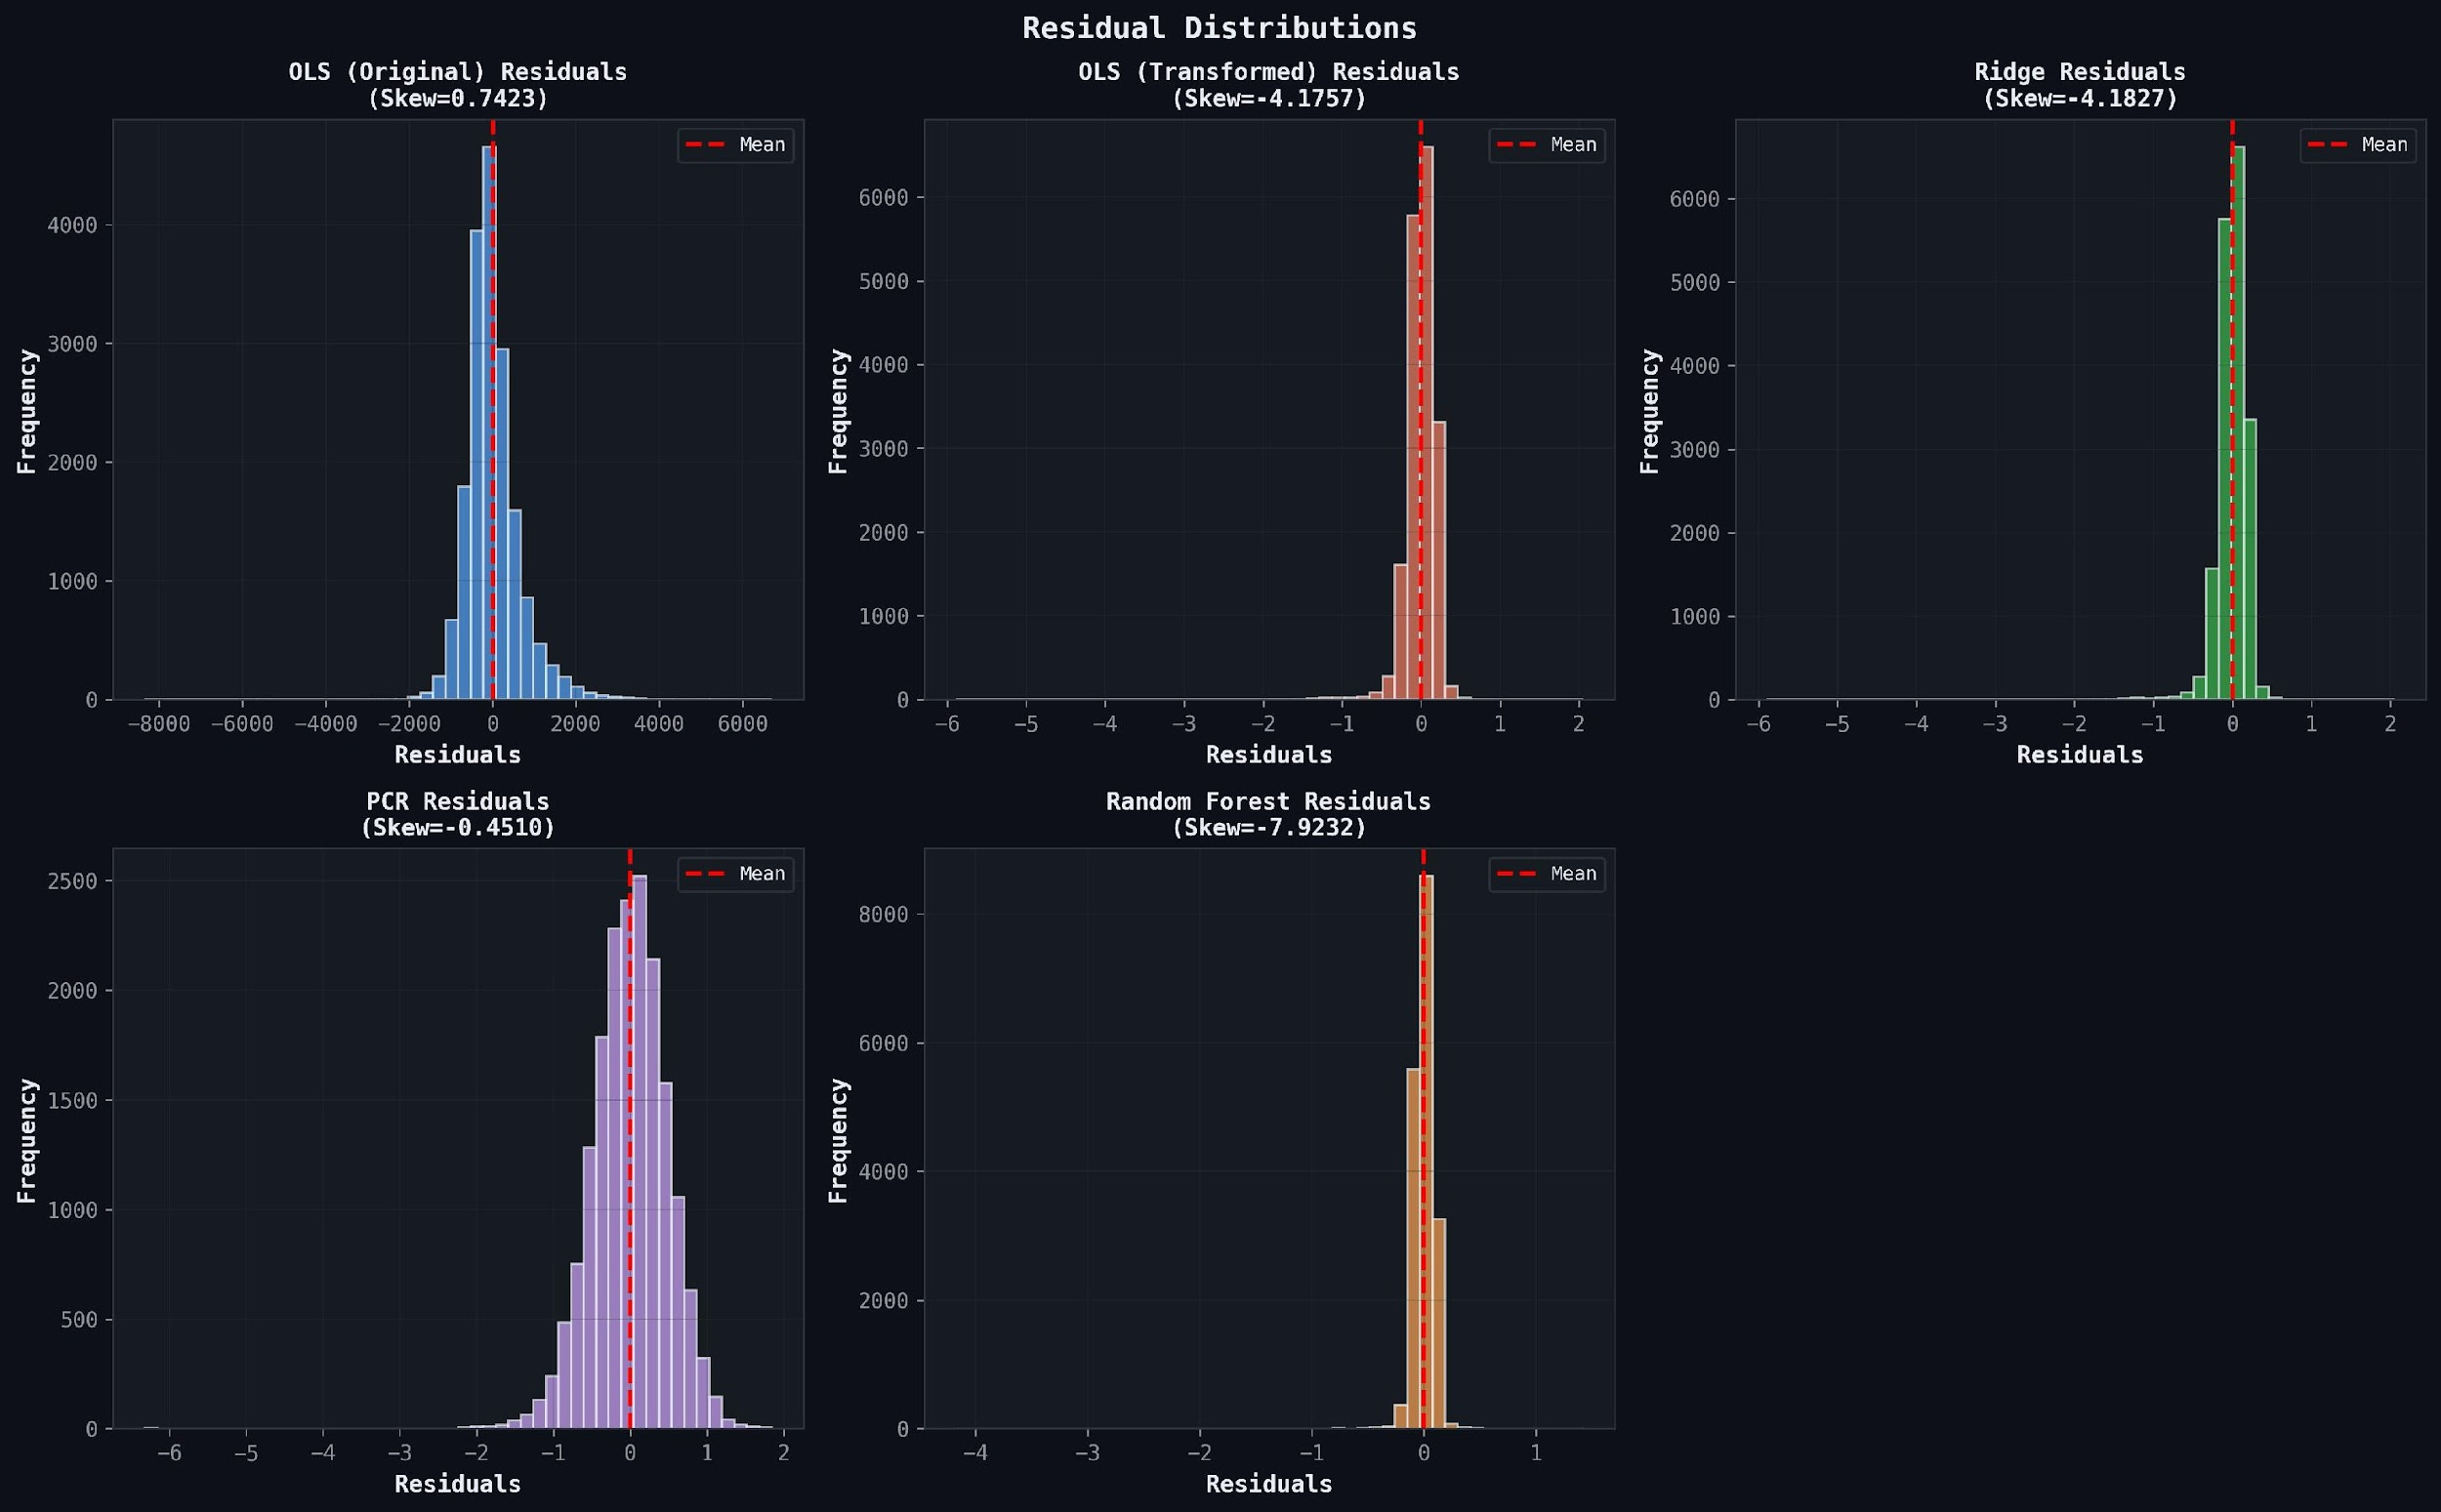 Residual Distributions
OLS (Original) Residuals
(Skew=0.7423)
Mean
Frequency
4000
3000
2000
1000
0
−8000 −6000 −4000 −2000 0 2000 4000 6000
Residuals
OLS (Transformed) Residuals
(Skew=-4.1757)
Mean
Frequency
6000
5000
4000
3000
2000
1000
0
−6 −5 −4 −3 −2 −1 0 1 2
Residuals
Ridge Residuals
(Skew=-4.1827)
Mean
Frequency
6000
5000
4000
3000
2000
1000
0
−6 −5 −4 −3 −2 −1 0 1 2
Residuals
PCR Residuals
(Skew=-0.4510)
Mean
Frequency
2500
2000
1500
1000
500
0
−6 −5 −4 −3 −2 −1 0 1 2
Residuals
Random Forest Residuals
(Skew=-7.9232)
Mean
Frequency
8000
6000
4000
2000
0
−4 −3 −2 −1 0 1
Residuals